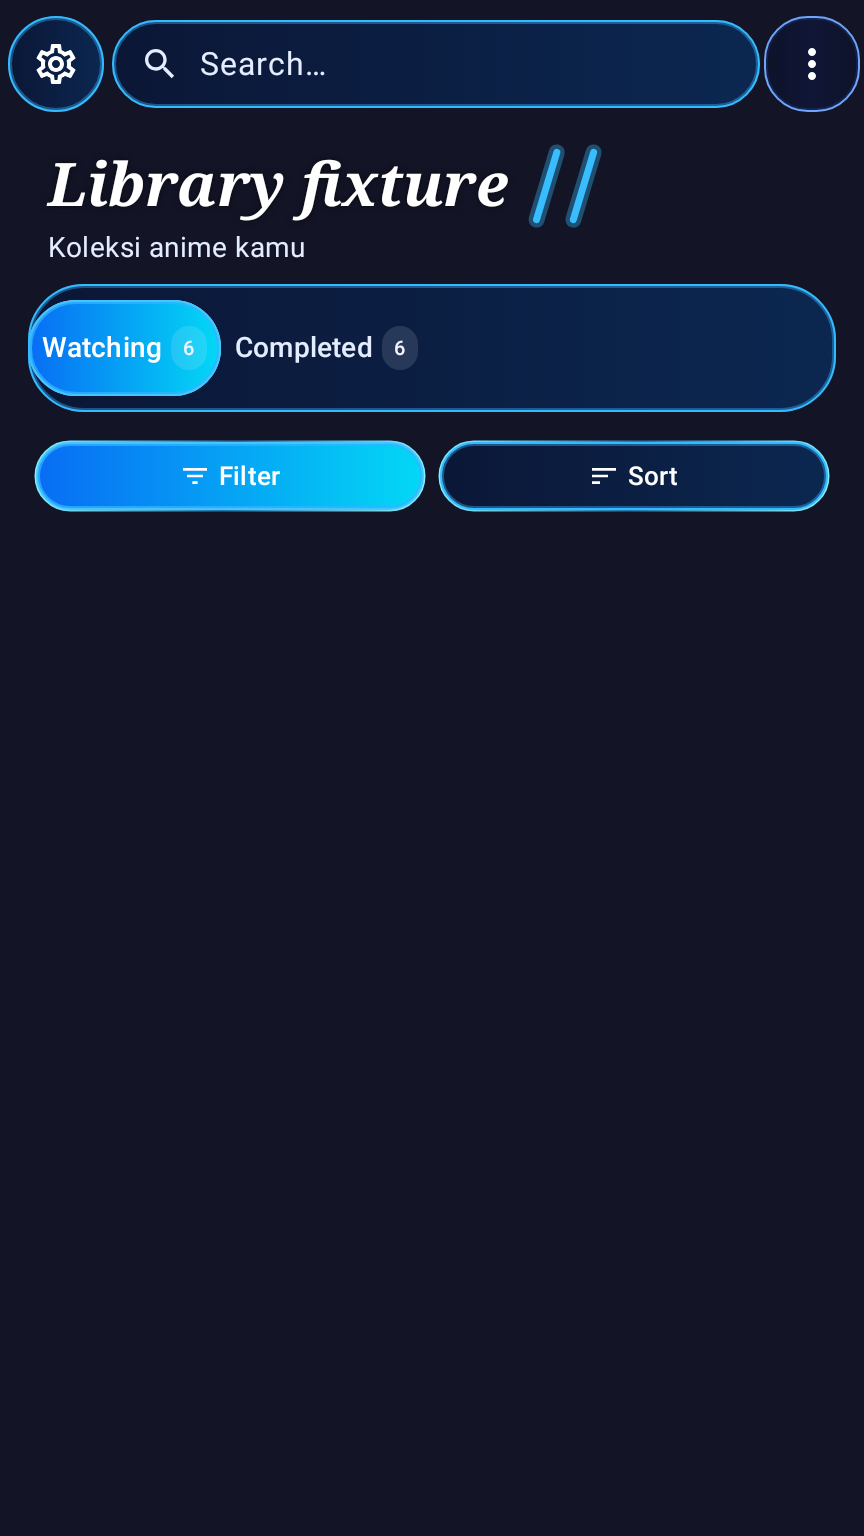 Search…
Library fixture //
Koleksi anime kamu
Watching 6 Completed 6
Filter Sort